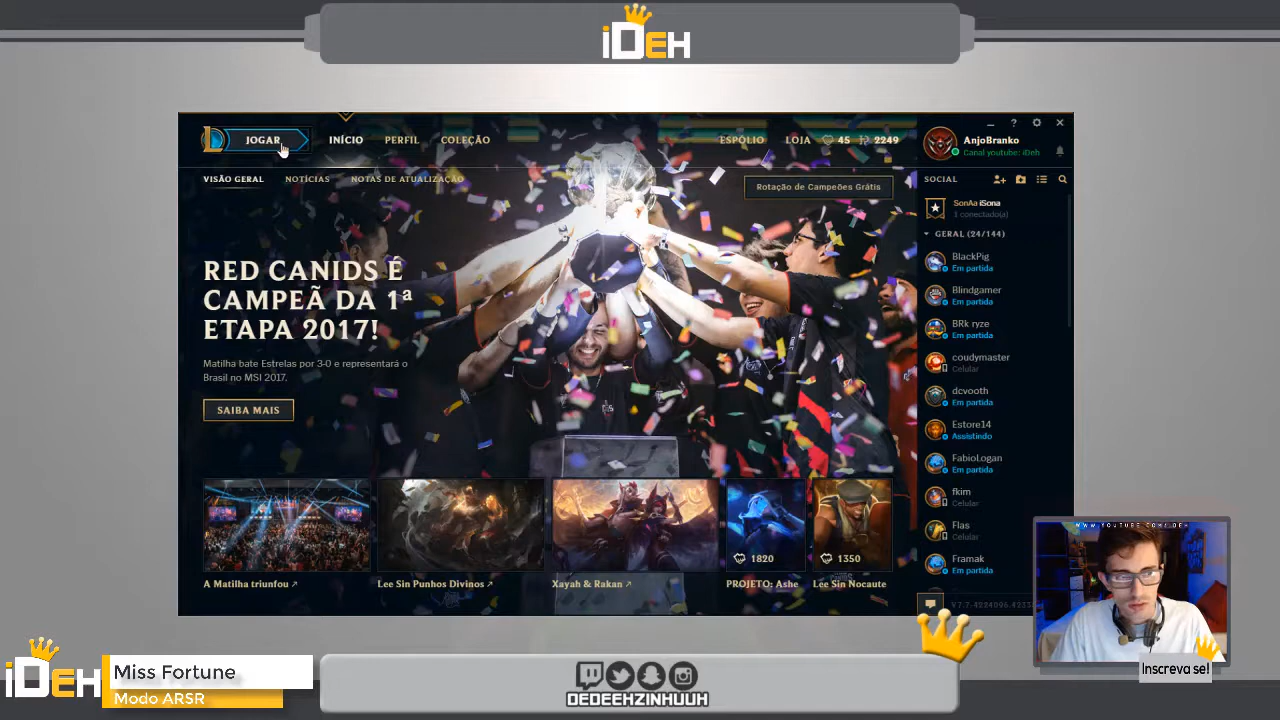 iDEH
JOGAR
INÍCIO
PERFIL
COLEÇÃO
ESPÓLIO
LOJA
45
2249
?
AnjoBranko
Canal youtube: iDeh
VISÃO GERAL
NOTÍCIAS
NOTAS DE ATUALIZAÇÃO
Rotação de Campeões Grátis
SOCIAL
SonAa iSona
1 conectado(a)
GERAL (24/144)
BlackPig
Em partida
Blindgamer
Em partida
BRk ryze
Em partida
coudymaster
Celular
dcvooth
Em partida
Estore14
Assistindo
FabioLogan
Em partida
fkim
Celular
Flas
Celular
Framak
Em partida
RED CANIDS É
CAMPEÃ DA 1ª
ETAPA 2017!
Matilha bate Estrelas por 3-0 e representará o
Brasil no MSI 2017.
SAIBA MAIS
1820
1350
A Matilha triunfou
Lee Sin Punhos Divinos
Xayah & Rakan
PROJETO: Ashe
Lee Sin Nocaute
WWW.YOUTUBE.COM/IDEH
Inscreva se!
iDEH
Miss Fortune
Modo ARSR
DEDEEHZINHUUH